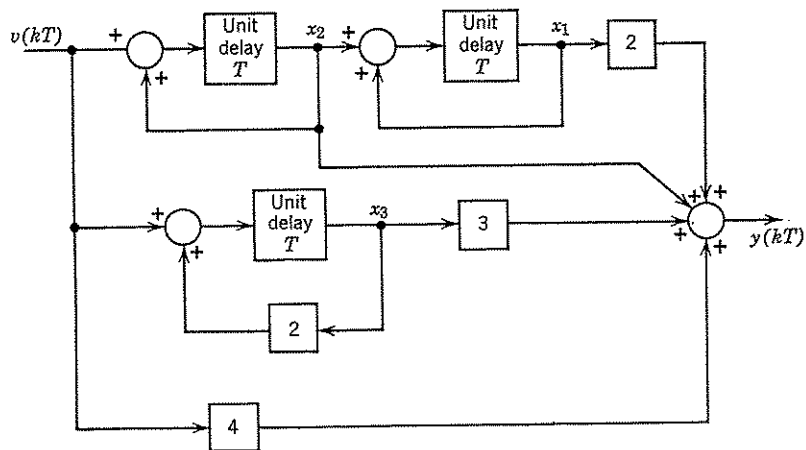 v(kT)
+
+
Unit
delay
T
x₂
+
+
Unit
delay
T
x₁
2
+
+
+
Unit
delay
T
x₃
3
+
+
+
y(kT)
+
2
4